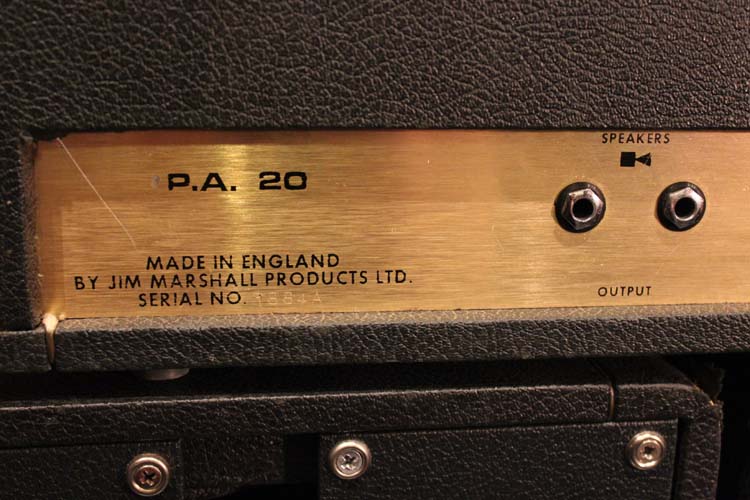 P.A. 20
SPEAKERS
MADE IN ENGLAND
BY JIM MARSHALL PRODUCTS LTD.
SERIAL NO.
OUTPUT